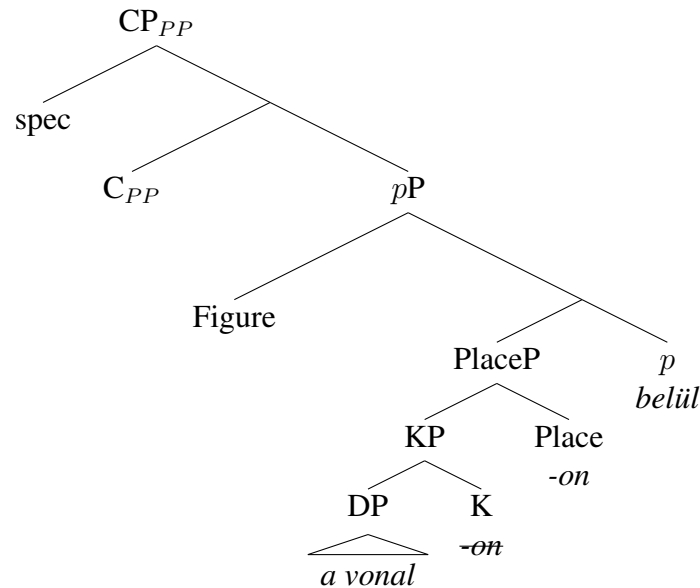 CP_PP
spec
C_PP pP
Figure
PlaceP p
belül
KP Place
-on
DP K
-on
a vonal